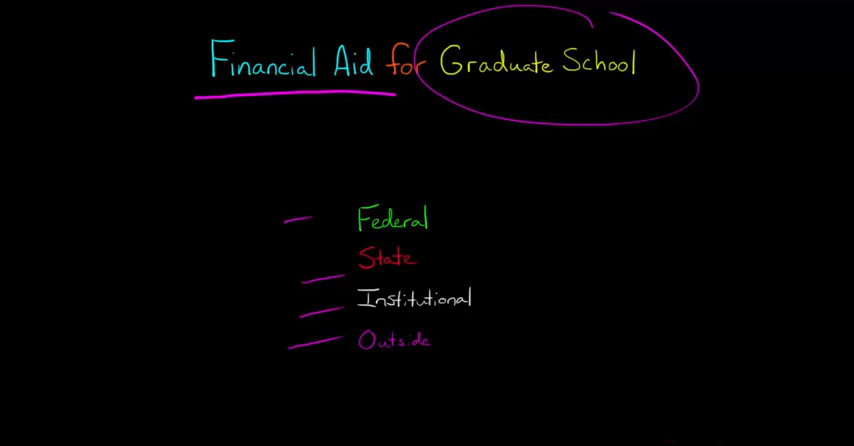 Financial Aid for Graduate School
Federal
State
Institutional
Outside